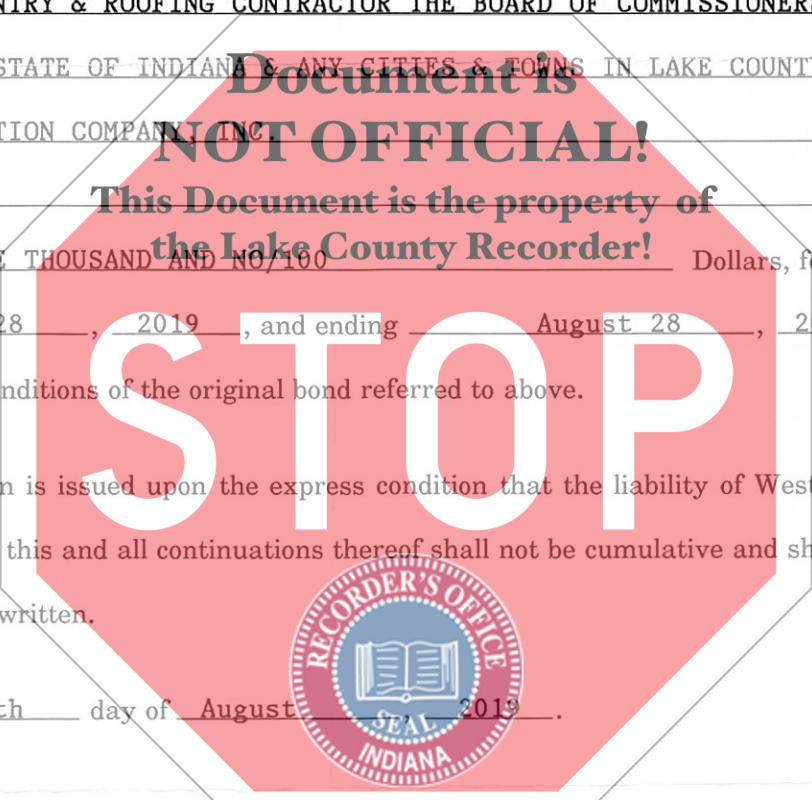 NTRY & ROOFING CONTRACTOR THE BOARD OF COMMISSIONERS
STATE OF INDIANA & ANY CITIES & TOWNS IN LAKE COUNTY
Document is
TION COMPANY, INC.
NOT OFFICIAL!
This Document is the property of
the Lake County Recorder!
E THOUSAND AND NO/100 Dollars, f
28, 2019, and ending August 28, 2
STOP
nditions of the original bond referred to above.
n is issued upon the express condition that the liability of West
this and all continuations thereof shall not be cumulative and sh
written.
RECORDER'S OFFICE
SEAL
INDIANA
th day of August, 2019.